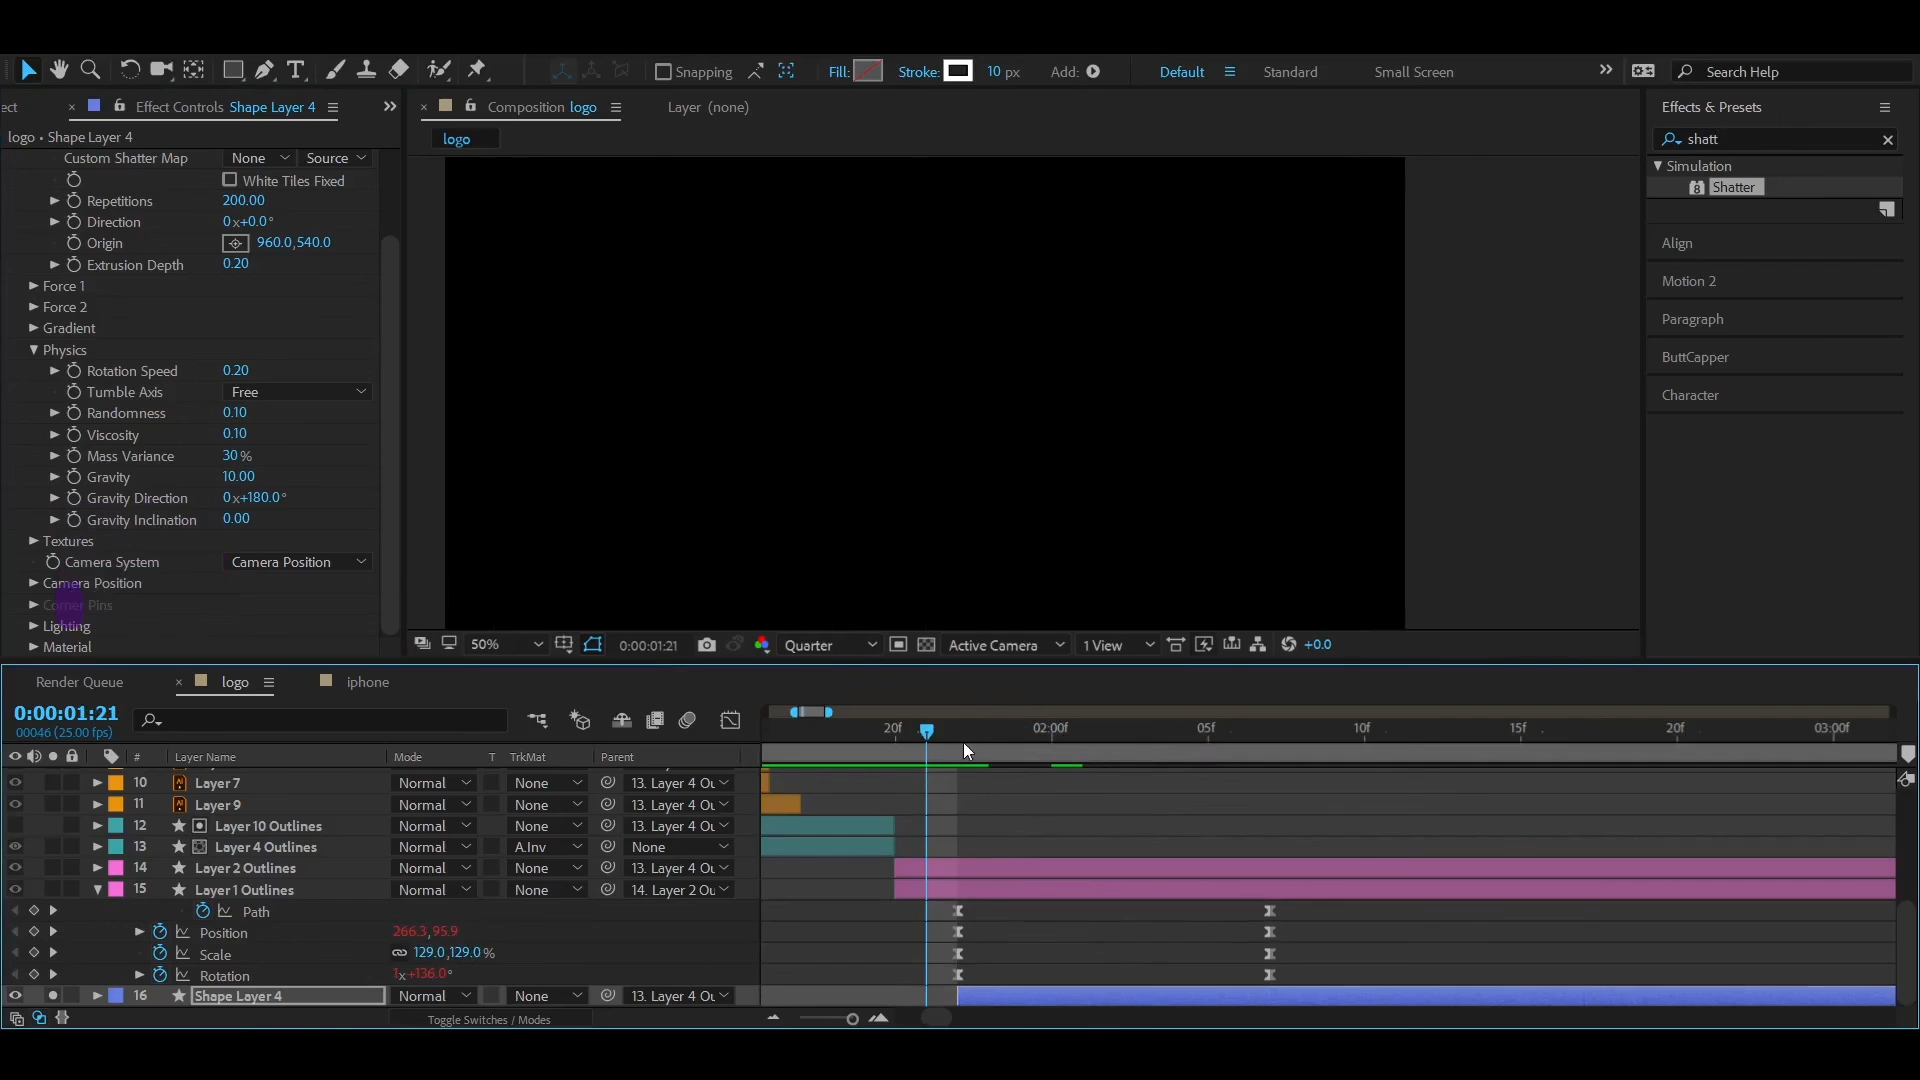 Snapping
Fill:
Stroke:
10 px
Add:
Default
Standard
Small Screen
Search Help
ect
Effect Controls Shape Layer 4
Composition logo
Layer (none)
Effects & Presets
logo • Shape Layer 4
logo
shatt
Custom Shatter Map
None
Source
Simulation
White Tiles Fixed
8
Shatter
Repetitions
200.00
Direction
0x+0.0°
Origin
960.0,540.0
Align
Extrusion Depth
0.20
Force 1
Motion 2
Force 2
Gradient
Paragraph
Physics
ButtCapper
Rotation Speed
0.20
Tumble Axis
Free
Character
Randomness
0.10
Viscosity
0.10
Mass Variance
30%
Gravity
10.00
Gravity Direction
0x+180.0°
Gravity Inclination
0.00
Textures
Camera System
Camera Position
Camera Position
Corner Pins
Lighting
Material
50%
0:00:01:21
Quarter
Active Camera
1 View
+0.0
Render Queue
logo
iphone
0:00:01:21
00046 (25.00 fps)
20f
02:00f
05f
10f
15f
20f
03:00f
#
Layer Name
Mode
T
TrkMat
Parent
10
Layer 7
Normal
None
13. Layer 4 Ou
11
Layer 9
Normal
None
13. Layer 4 Ou
12
Layer 10 Outlines
Normal
None
13. Layer 4 Ou
13
Layer 4 Outlines
Normal
A.Inv
None
14
Layer 2 Outlines
Normal
None
13. Layer 4 Ou
15
Layer 1 Outlines
Normal
None
14. Layer 2 Ou
Path
Position
266.3,95.9
Scale
129.0,129.0%
Rotation
1x+136.0°
16
Shape Layer 4
Normal
None
13. Layer 4 Ou
Toggle Switches / Modes